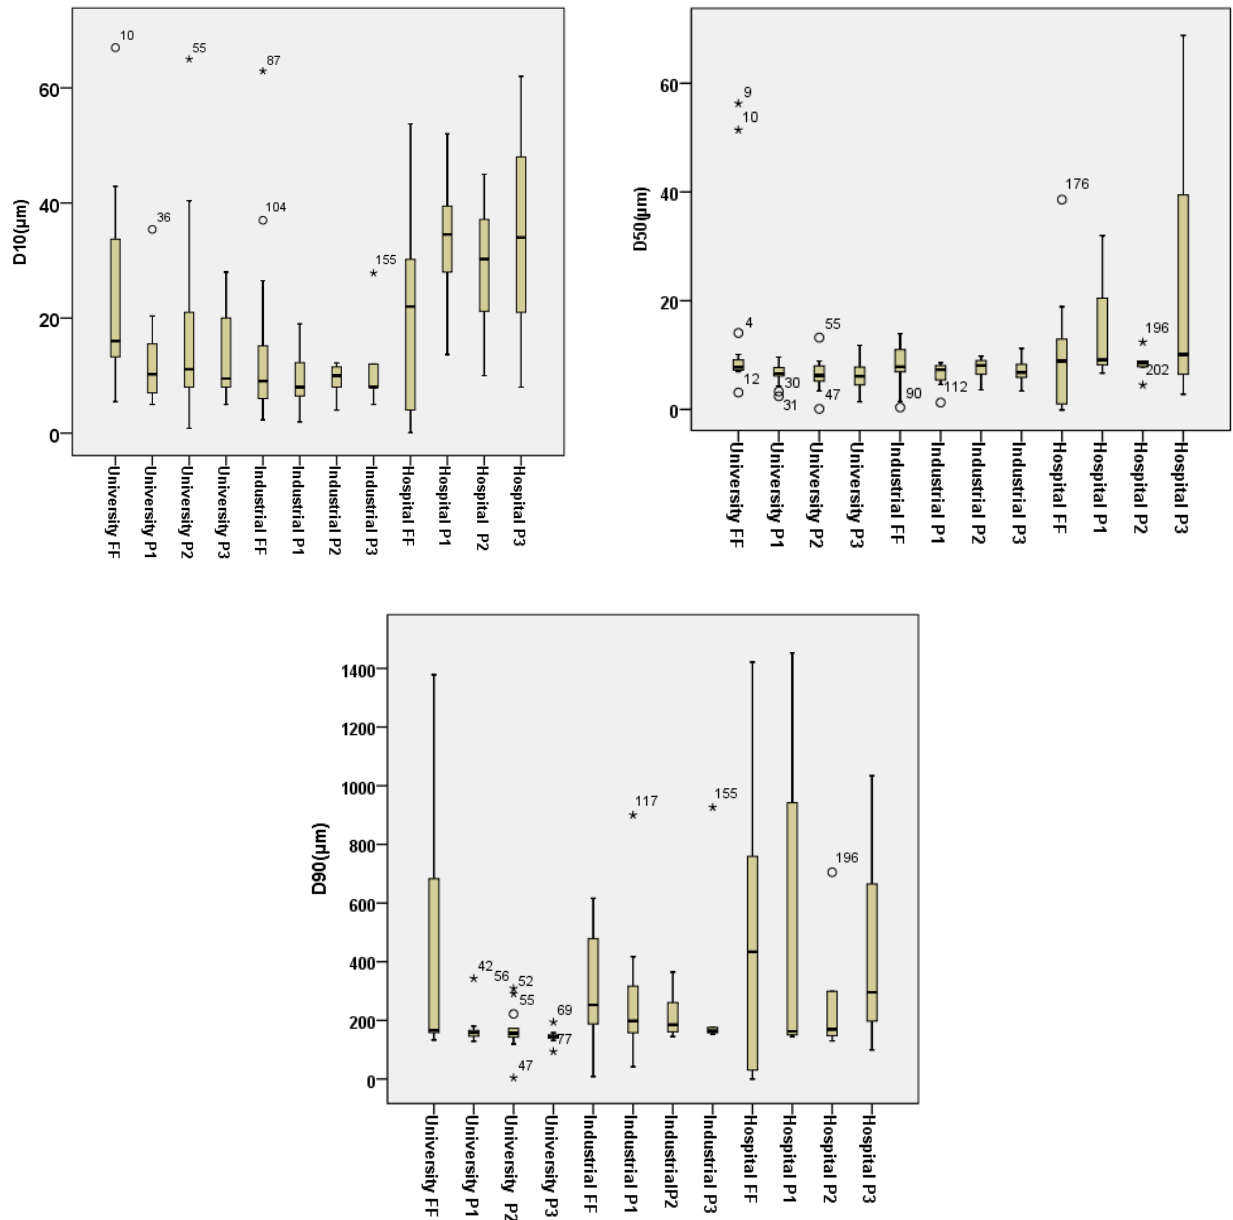 D10(µm)
60
40
20
0
10
36
55
87
104
155
University FF
University P1
University P2
University P3
Industrial FF
Industrial P1
Industrial P2
Industrial P3
Hospital FF
Hospital P1
Hospital P2
Hospital P3
D50(µm)
60
40
20
0
9
10
4
12
30
31
55
47
90
112
176
196
202
University FF
University P1
University P2
University P3
Industrial FF
Industrial P1
Industrial P2
Industrial P3
Hospital FF
Hospital P1
Hospital P2
Hospital P3
D90(µm)
1400
1200
1000
800
600
400
200
0
42
56
52
55
47
69
77
117
155
196
University FF
University P1
University P2
University P3
Industrial FF
Industrial P1
IndustrialP2
Industrial P3
Hospital FF
Hospital P1
Hospital P2
Hospital P3